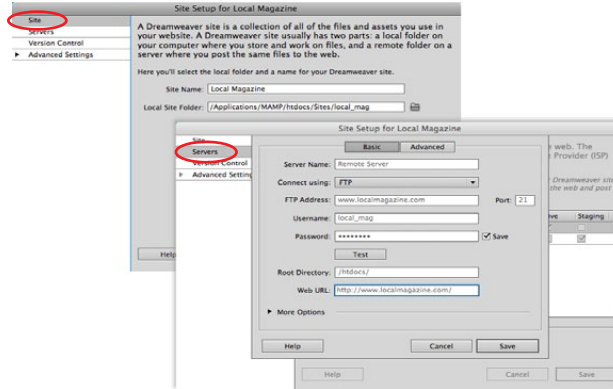 Site Setup for Local Magazine
Site
Servers
Version Control
Advanced Settings
A Dreamweaver site is a collection of all of the files and assets you use in
your website. A Dreamweaver site usually has two parts: a local folder on
your computer where you store and work on files, and a remote folder on a
server where you post the same files to the web.
Here you'll select the local folder and a name for your Dreamweaver site.
Site Name: Local Magazine
Local Site Folder: /Applications/MAMP/htdocs/Sites/local_mag
Help
Site Setup for Local Magazine
Site
Servers
Version Control
Advanced Setting
web. The
Provider (ISP)
Dreamweaver site
the web and post
Staging
Basic
Advanced
Server Name: Remote Server
Connect using: FTP
FTP Address: www.localmagazine.com
Port: 21
Username: local_mag
Password: ••••••••
Save
Test
Root Directory: /htdocs/
Web URL: http://www.localmagazine.com/
More Options
Help
Cancel
Save
Help
Cancel
Save